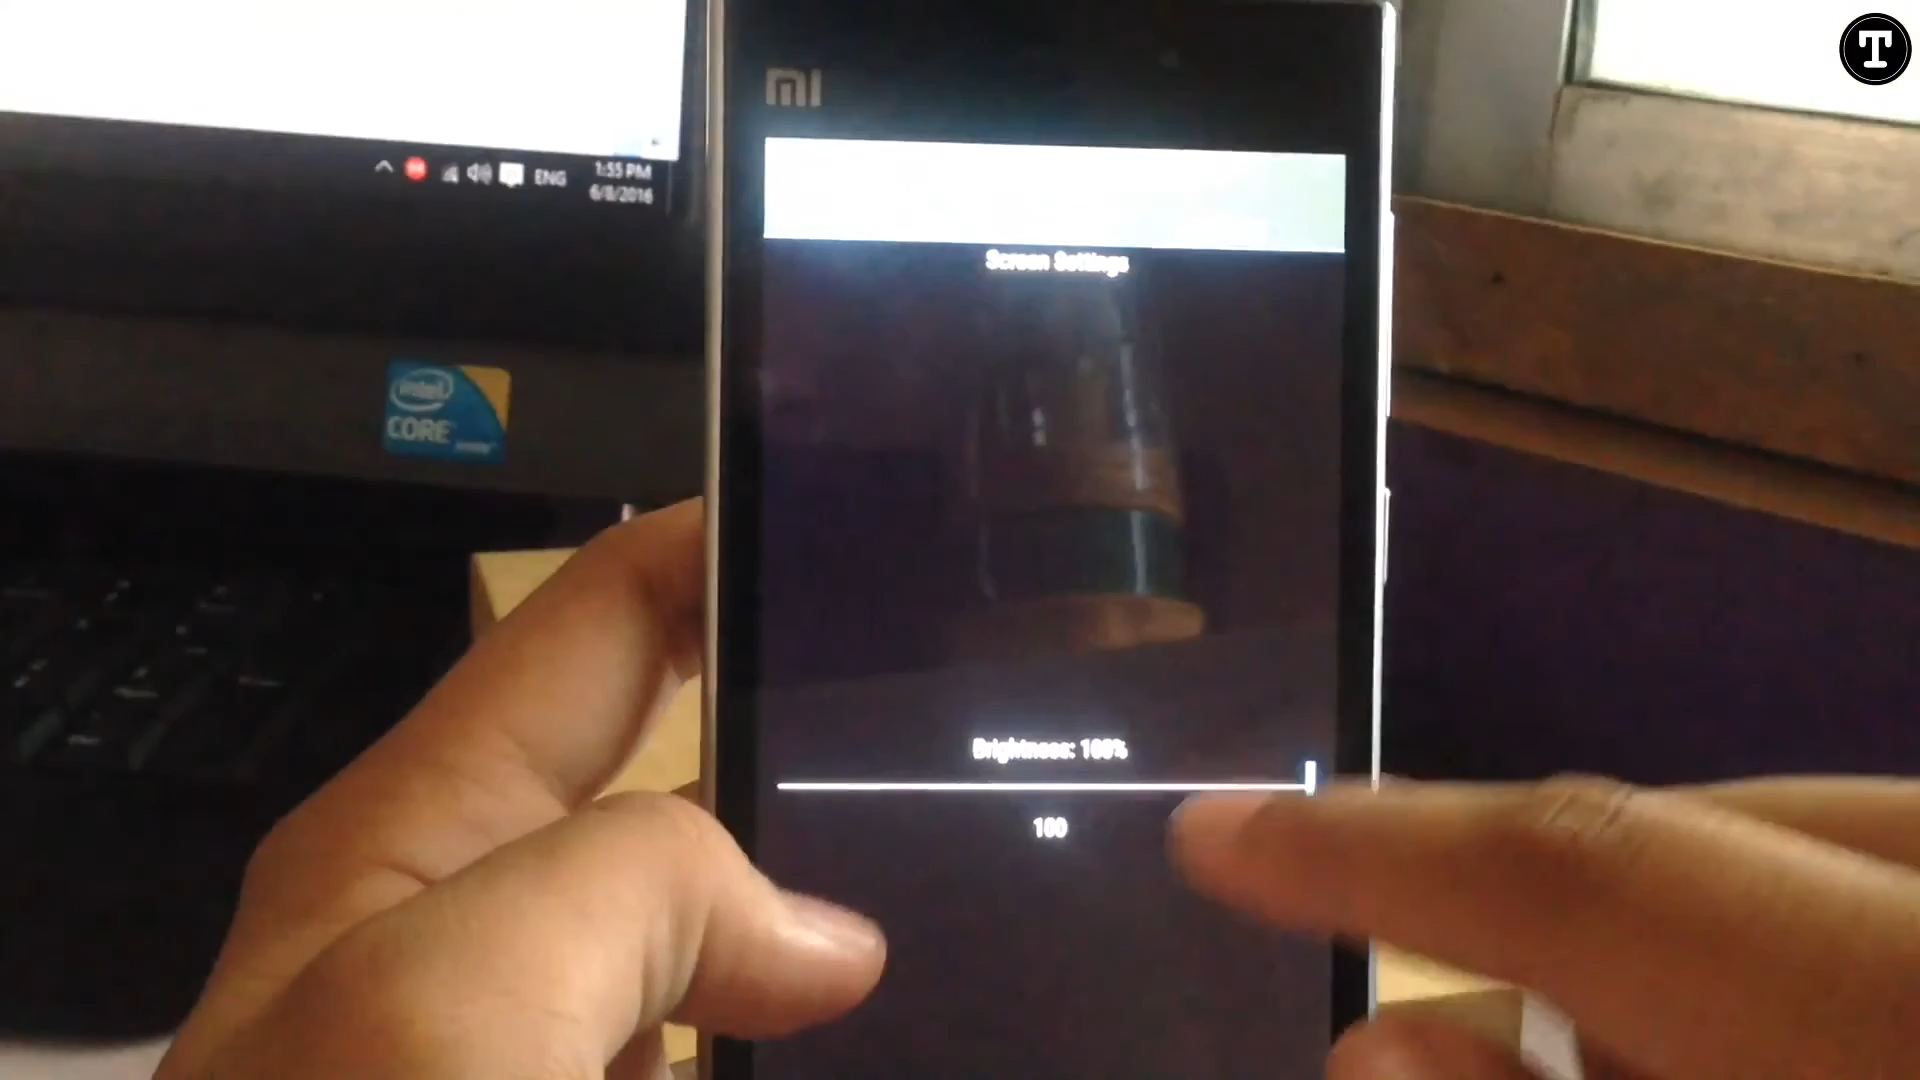 T
mi
ENG
1:55 PM
6/8/2016
Screen Settings
intel
CORE
Brightness: 100%
100